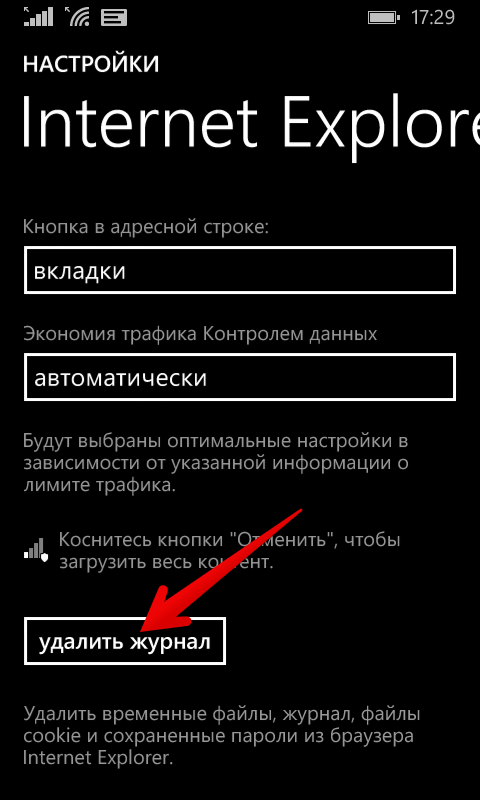 17:29
НАСТРОЙКИ
Internet Explore
Кнопка в адресной строке:
вкладки
Экономия трафика Контролем данных
автоматически
Будут выбраны оптимальные настройки в
зависимости от указанной информации о
лимите трафика.
Коснитесь кнопки "Отменить", чтобы
загрузить весь контент.
удалить журнал
Удалить временные файлы, журнал, файлы
cookie и сохраненные пароли из браузера
Internet Explorer.